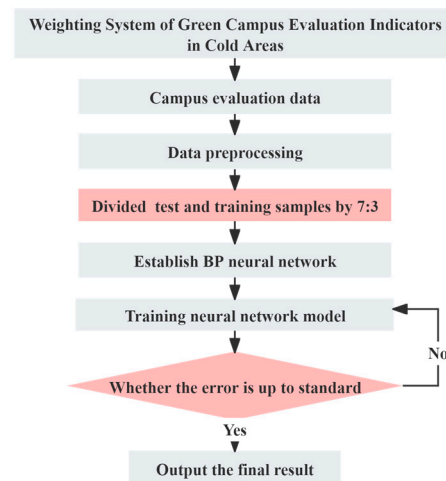 Weighting System of Green Campus Evaluation Indicators
in Cold Areas
Campus evaluation data
Data preprocessing
Divided test and training samples by 7:3
Establish BP neural network
Training neural network model
No
Whether the error is up to standard
Yes
Output the final result